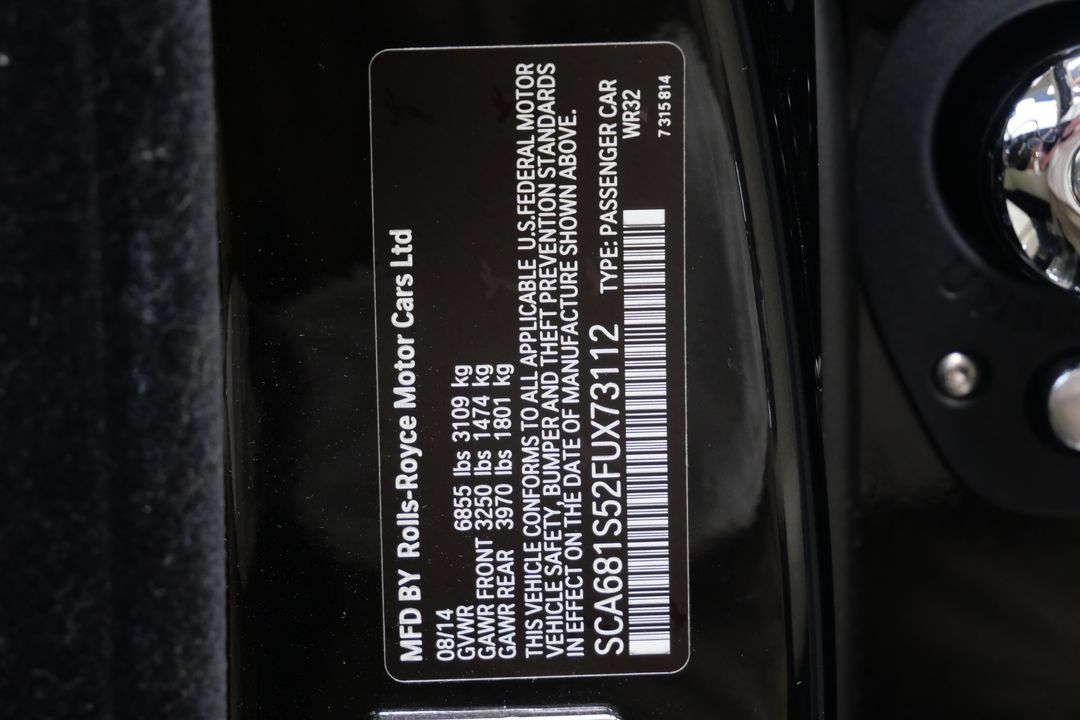 MFD BY Rolls-Royce Motor Cars Ltd
08/14
GVWR 6855 lbs 3109 kg
GAWR FRONT 3250 lbs 1474 kg
GAWR REAR 3970 lbs 1801 kg
THIS VEHICLE CONFORMS TO ALL APPLICABLE U.S.FEDERAL MOTOR
VEHICLE SAFETY, BUMPER AND THEFT PREVENTION STANDARDS
IN EFFECT ON THE DATE OF MANUFACTURE SHOWN ABOVE.
SCA681S52FUX73112 TYPE: PASSENGER CAR
WR32
7 315 814